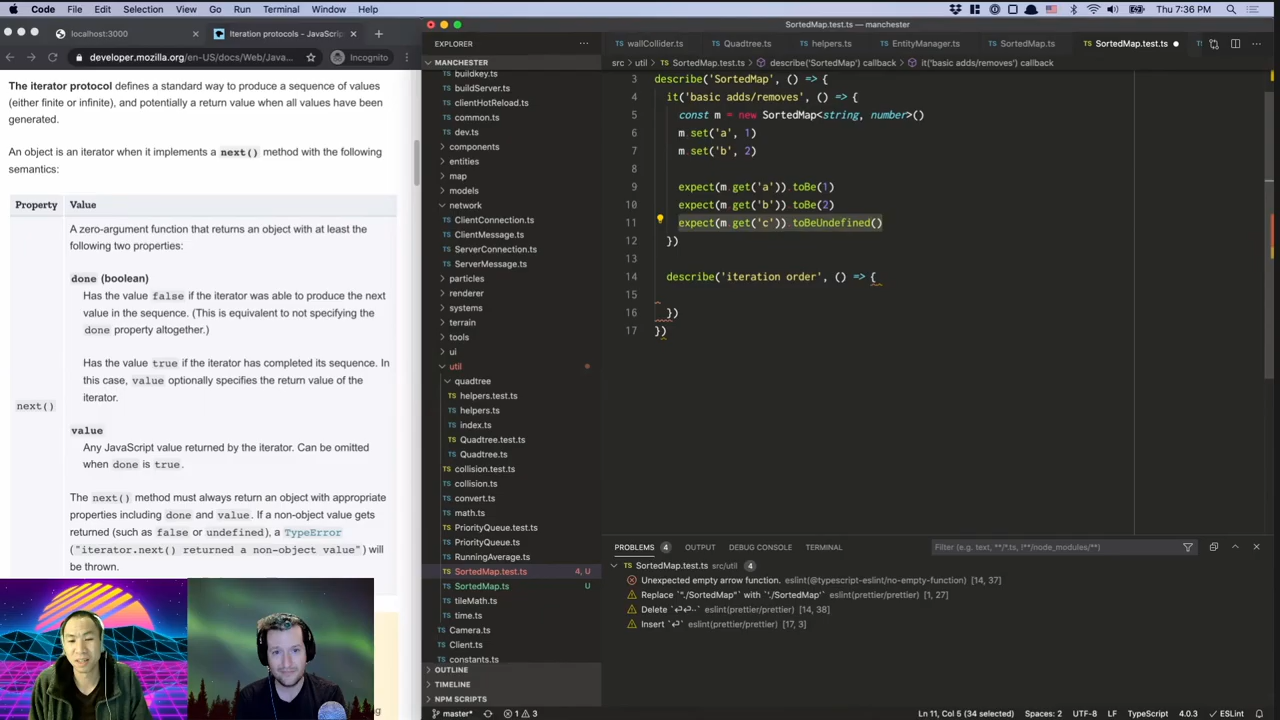 Code File Edit Selection View Go Run Terminal Window Help Thu 7:36 PM
localhost:3000 Iteration protocols - JavaScr
developer.mozilla.org/en-US/docs/Web/Java... Incognito
The iterator protocol defines a standard way to produce a sequence of values
(either finite or infinite), and potentially a return value when all values have been
generated.
An object is an iterator when it implements a next() method with the following
semantics:
Property Value
A zero-argument function that returns an object with at least the
following two properties:
done (boolean)
Has the value false if the iterator was able to produce the next
value in the sequence. (This is equivalent to not specifying the
done property altogether.)
Has the value true if the iterator has completed its sequence. In
this case, value optionally specifies the return value of the
iterator.
next()
value
Any JavaScript value returned by the iterator. Can be omitted
when done is true.
The next() method must always return an object with appropriate
properties including done and value. If a non-object value gets
returned (such as false or undefined), a TypeError
("iterator.next() returned a non-object value") will
be thrown.
SortedMap.test.ts — manchester
EXPLORER
MANCHESTER
buildkey.ts
buildServer.ts
clientHotReload.ts
common.ts
dev.ts
components
entities
map
models
network
ClientConnection.ts
ClientMessage.ts
ServerConnection.ts
ServerMessage.ts
particles
renderer
systems
terrain
tools
ui
util
quadtree
helpers.test.ts
helpers.ts
index.ts
Quadtree.test.ts
Quadtree.ts
collision.test.ts
collision.ts
convert.ts
math.ts
PriorityQueue.test.ts
PriorityQueue.ts
RunningAverage.ts
SortedMap.test.ts 4, U
SortedMap.ts U
tileMath.ts
time.ts
Camera.ts
Client.ts
constants.ts
OUTLINE
TIMELINE
NPM SCRIPTS
wallCollider.ts Quadtree.ts helpers.ts EntityManager.ts SortedMap.ts SortedMap.test.ts
src > util > SortedMap.test.ts > describe('SortedMap') callback > it('basic adds/removes') callback
3 describe('SortedMap', () => {
4 it('basic adds/removes', () => {
5 const m = new SortedMap<string, number>()
6 m.set('a', 1)
7 m.set('b', 2)
8
9 expect(m.get('a')).toBe(1)
10 expect(m.get('b')).toBe(2)
11 expect(m.get('c')).toBeUndefined()
12 })
13
14 describe('iteration order', () => {
15
16 })
17 })
PROBLEMS 4 OUTPUT DEBUG CONSOLE TERMINAL Filter (e.g. text, **/*.ts, !**/node_modules/**)
SortedMap.test.ts src/util 4
Unexpected empty arrow function. eslint(@typescript-eslint/no-empty-function) [14, 37]
Replace `"./SortedMap"` with `'./SortedMap'` eslint(prettier/prettier) [1, 27]
Delete `⏎⏎··` eslint(prettier/prettier) [14, 38]
Insert `⏎` eslint(prettier/prettier) [17, 3]
master* 1 3 Ln 11, Col 5 (34 selected) Spaces: 2 UTF-8 LF TypeScript 4.0.3 ESLint